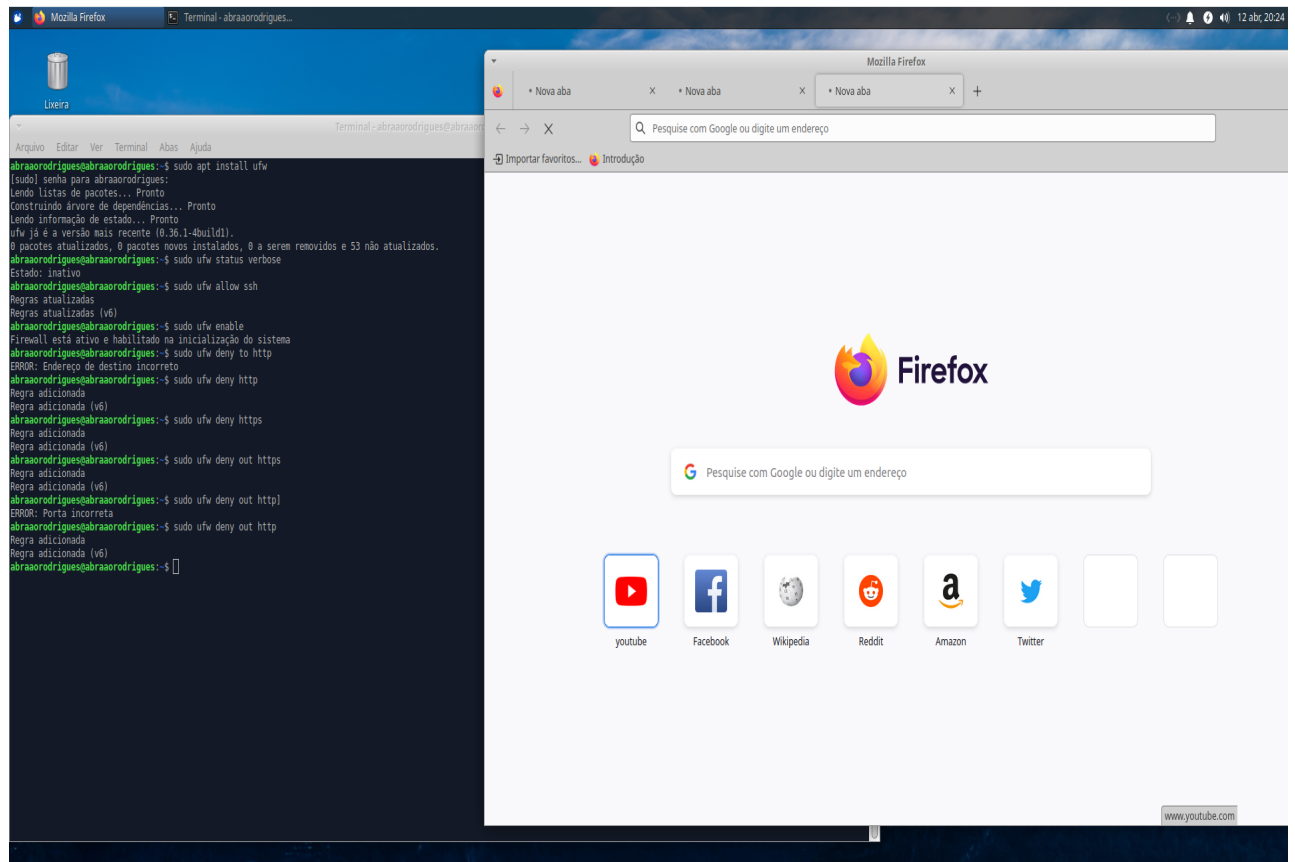 Mozilla Firefox
Terminal - abraaorodrigues...
12 abr, 20:24
Lixeira
Terminal - abraaorodrigues@abraaor
Arquivo Editar Ver Terminal Abas Ajuda
abraaorodrigues@abraaorodrigues:~$ sudo apt install ufw
[sudo] senha para abraaorodrigues:
Lendo listas de pacotes... Pronto
Construindo árvore de dependências... Pronto
Lendo informação de estado... Pronto
ufw já é a versão mais recente (0.36.1-4build1).
0 pacotes atualizados, 0 pacotes novos instalados, 0 a serem removidos e 53 não atualizados.
abraaorodrigues@abraaorodrigues:~$ sudo ufw status verbose
Estado: inativo
abraaorodrigues@abraaorodrigues:~$ sudo ufw allow ssh
Regras atualizadas
Regras atualizadas (v6)
abraaorodrigues@abraaorodrigues:~$ sudo ufw enable
Firewall está ativo e habilitado na inicialização do sistema
abraaorodrigues@abraaorodrigues:~$ sudo ufw deny to http
ERROR: Endereço de destino incorreto
abraaorodrigues@abraaorodrigues:~$ sudo ufw deny http
Regra adicionada
Regra adicionada (v6)
abraaorodrigues@abraaorodrigues:~$ sudo ufw deny https
Regra adicionada
Regra adicionada (v6)
abraaorodrigues@abraaorodrigues:~$ sudo ufw deny out https
Regra adicionada
Regra adicionada (v6)
abraaorodrigues@abraaorodrigues:~$ sudo ufw deny out http]
ERROR: Porta incorreta
abraaorodrigues@abraaorodrigues:~$ sudo ufw deny out http
Regra adicionada
Regra adicionada (v6)
abraaorodrigues@abraaorodrigues:~$
Mozilla Firefox
• Nova aba
• Nova aba
• Nova aba
Pesquise com Google ou digite um endereço
Importar favoritos... Introdução
Firefox
Pesquise com Google ou digite um endereço
youtube
Facebook
Wikipedia
Reddit
Amazon
Twitter
www.youtube.com